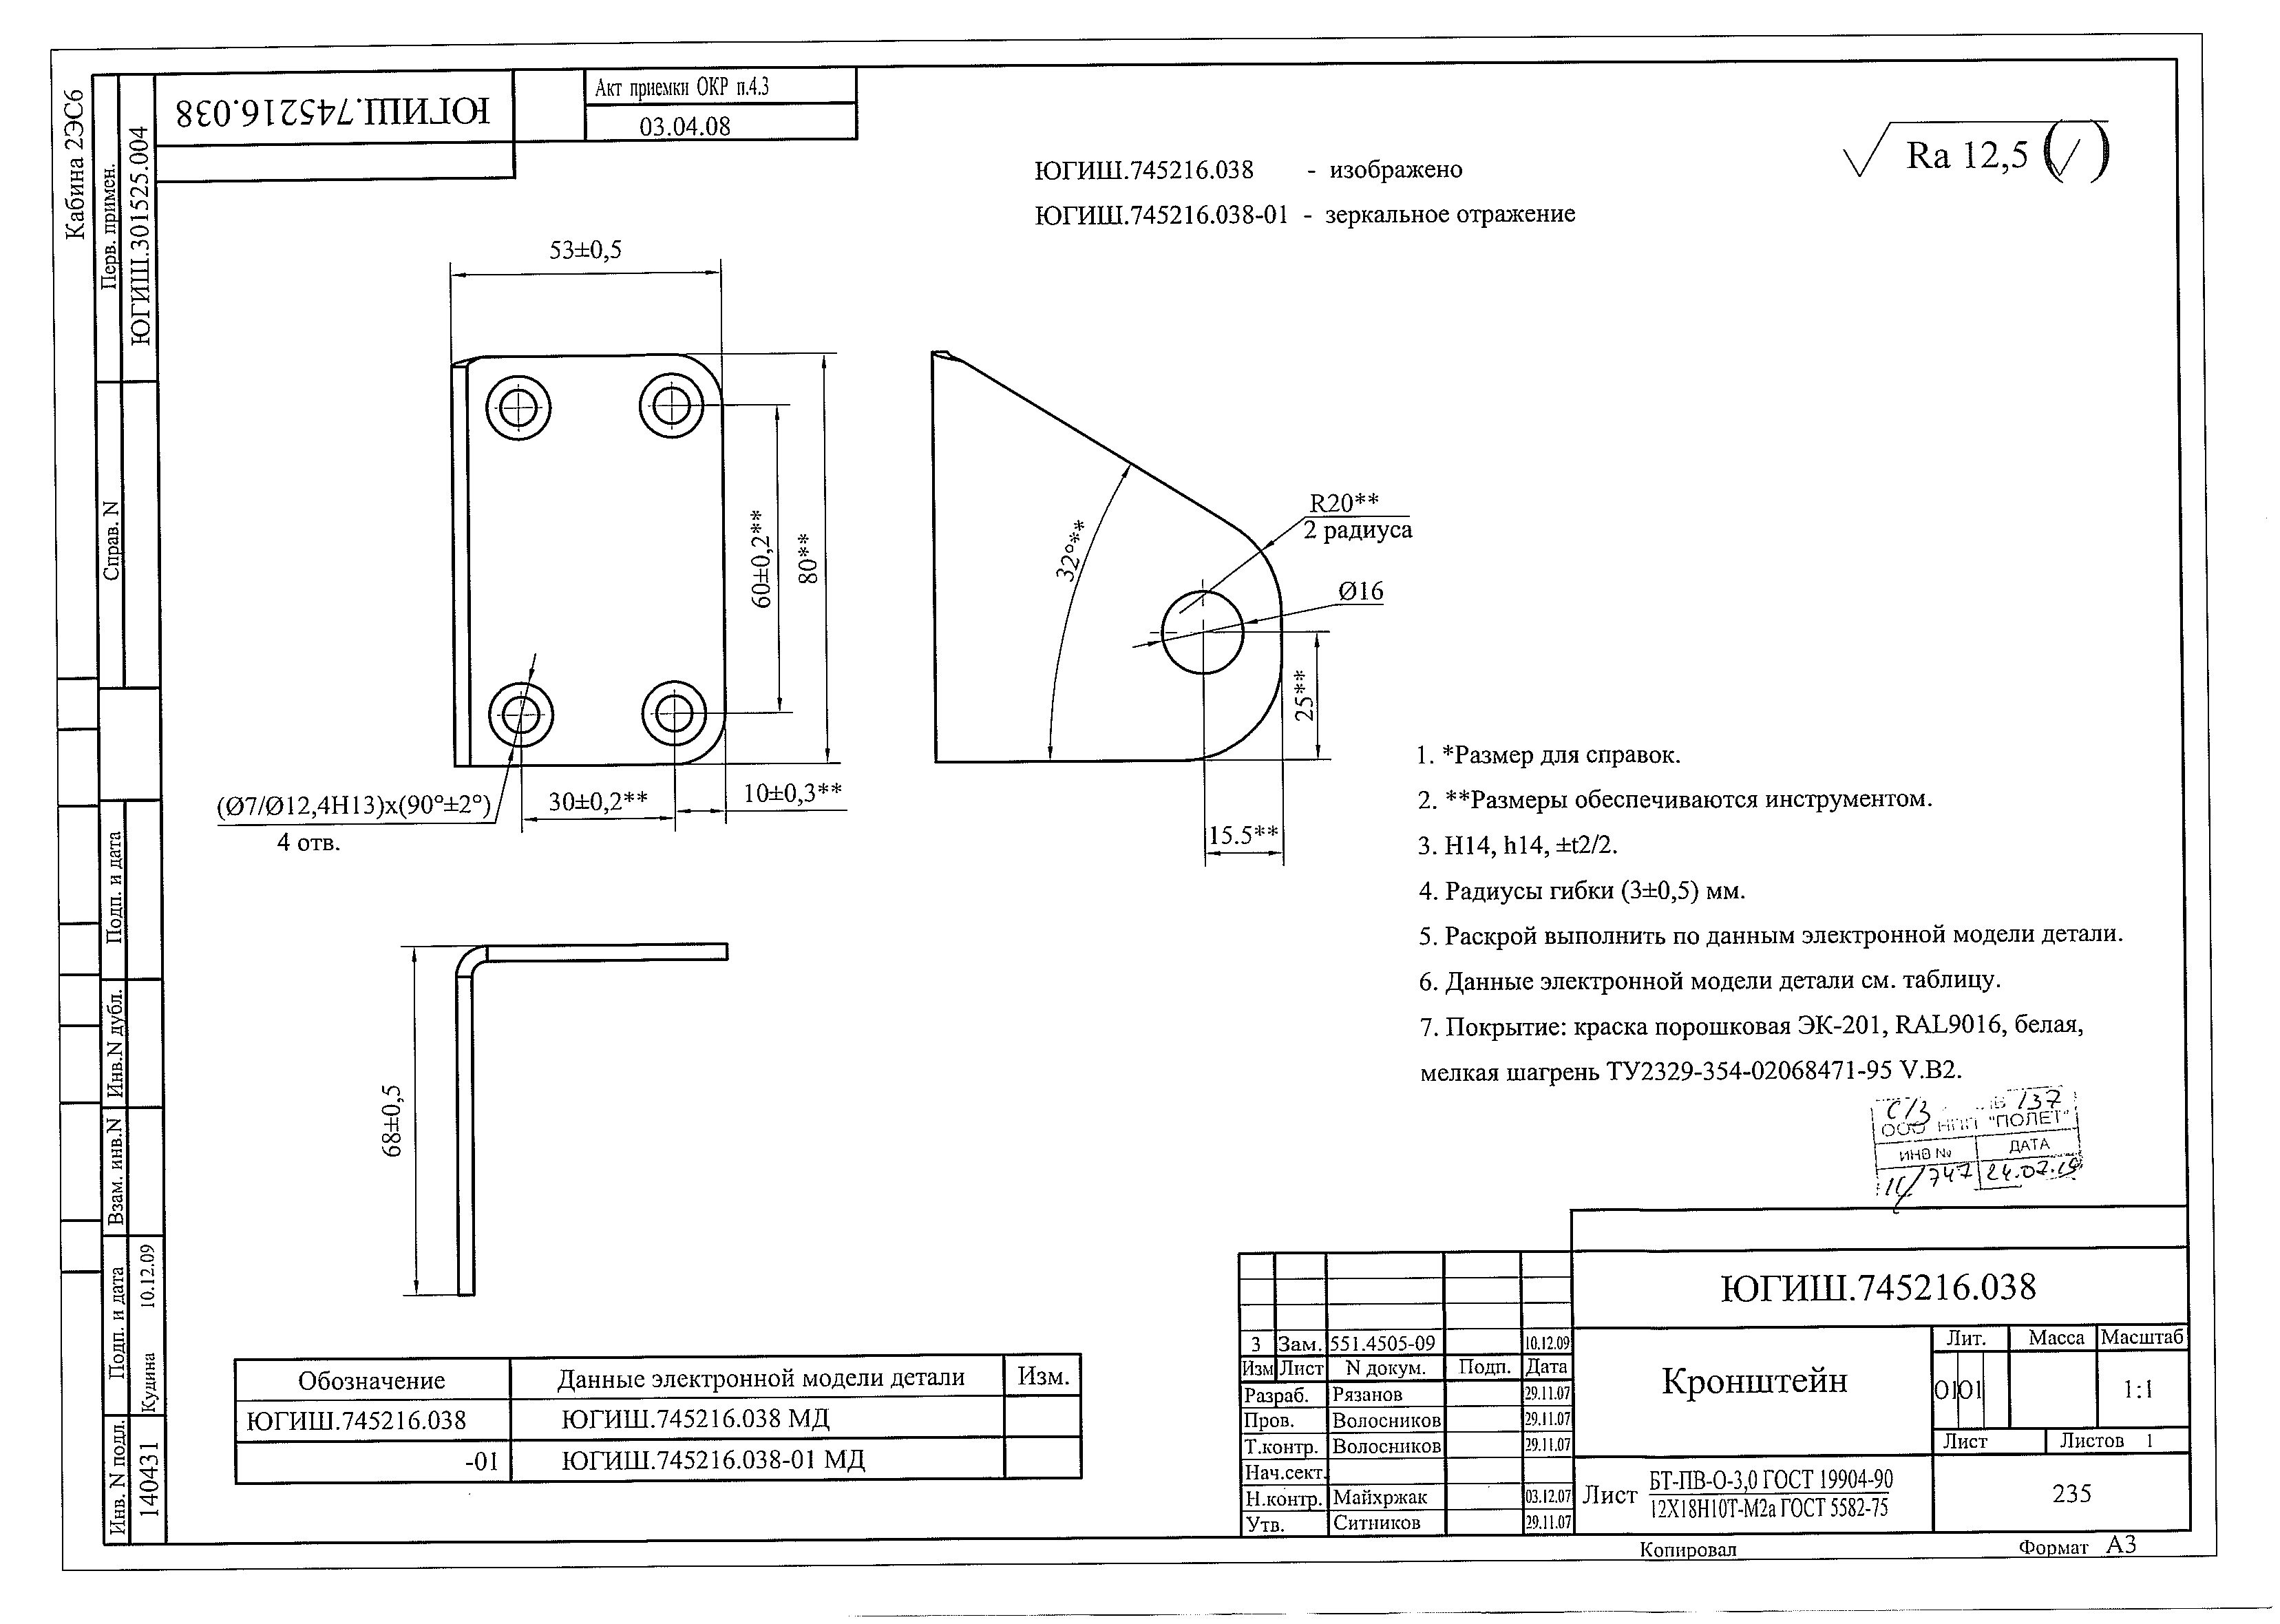 Кабина 2ЭС6
Перв. примен.
ЮГИШ.301525.004
Справ. N
Подп. и дата
Инв.N дубл.
Взам. инв.N
Подп. и дата
Кудина 10.12.09
Инв. N подл.
140431
ЮГИШ.745216.038
Акт приемки ОКР п.4.3
03.04.08
ЮГИШ.745216.038 - изображено
ЮГИШ.745216.038-01 - зеркальное отражение
Ra 12,5 (√)
53±0,5
60±0,2**
80**
(Ø7/Ø12,4H13)x(90°±2°)
4 отв.
30±0,2**
10±0,3**
32°**
R20**
2 радиуса
Ø16
25**
15.5**
68±0,5
1. *Размер для справок.
2. **Размеры обеспечиваются инструментом.
3. H14, h14, ±t2/2.
4. Радиусы гибки (3±0,5) мм.
5. Раскрой выполнить по данным электронной модели детали.
6. Данные электронной модели детали см. таблицу.
7. Покрытие: краска порошковая ЭК-201, RAL9016, белая,
мелкая шагрень ТУ2329-354-02068471-95 V.B2.
137
ООО НПП "ПОЛЕТ"
ИНВ № ДАТА
Обозначение Данные электронной модели детали Изм.
ЮГИШ.745216.038 ЮГИШ.745216.038 МД
-01 ЮГИШ.745216.038-01 МД
ЮГИШ.745216.038
3 Зам. 551.4505-09 10.12.09
Изм Лист N докум. Подп. Дата
Разраб. Рязанов 29.11.07
Пров. Волосников 29.11.07
Т.контр. Волосников 29.11.07
Нач.сект.
Н.контр. Майхржак 03.12.07
Утв. Ситников 29.11.07
Кронштейн
Лит. Масса Масштаб
О1 О1 1:1
Лист Листов 1
Лист БТ-ПВ-О-3,0 ГОСТ 19904-90
12Х18Н10Т-М2а ГОСТ 5582-75
235
Копировал
Формат А3